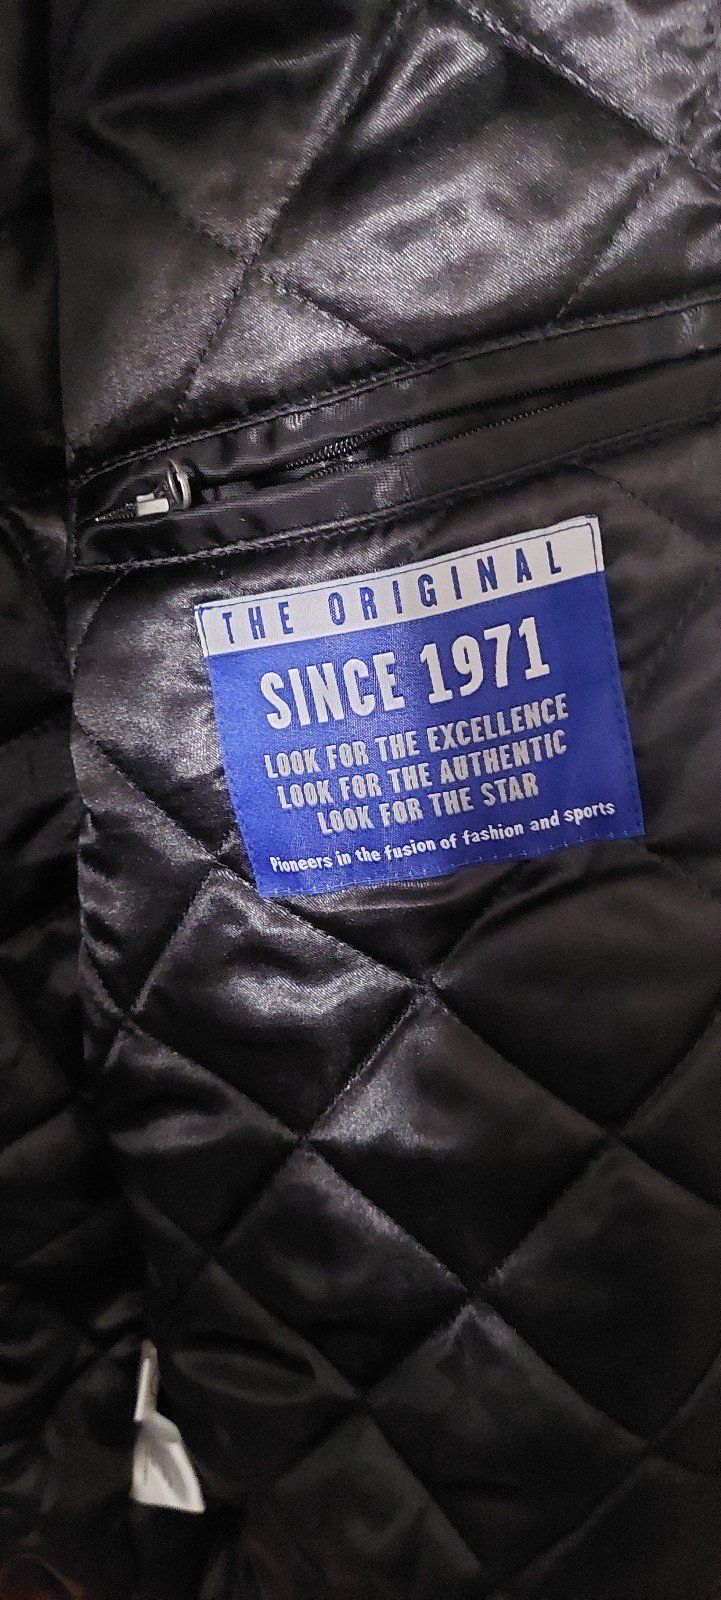 THE ORIGINAL
SINCE 1971
LOOK FOR THE EXCELLENCE
LOOK FOR THE AUTHENTIC
LOOK FOR THE STAR
Pioneers in the fusion of fashion and sports